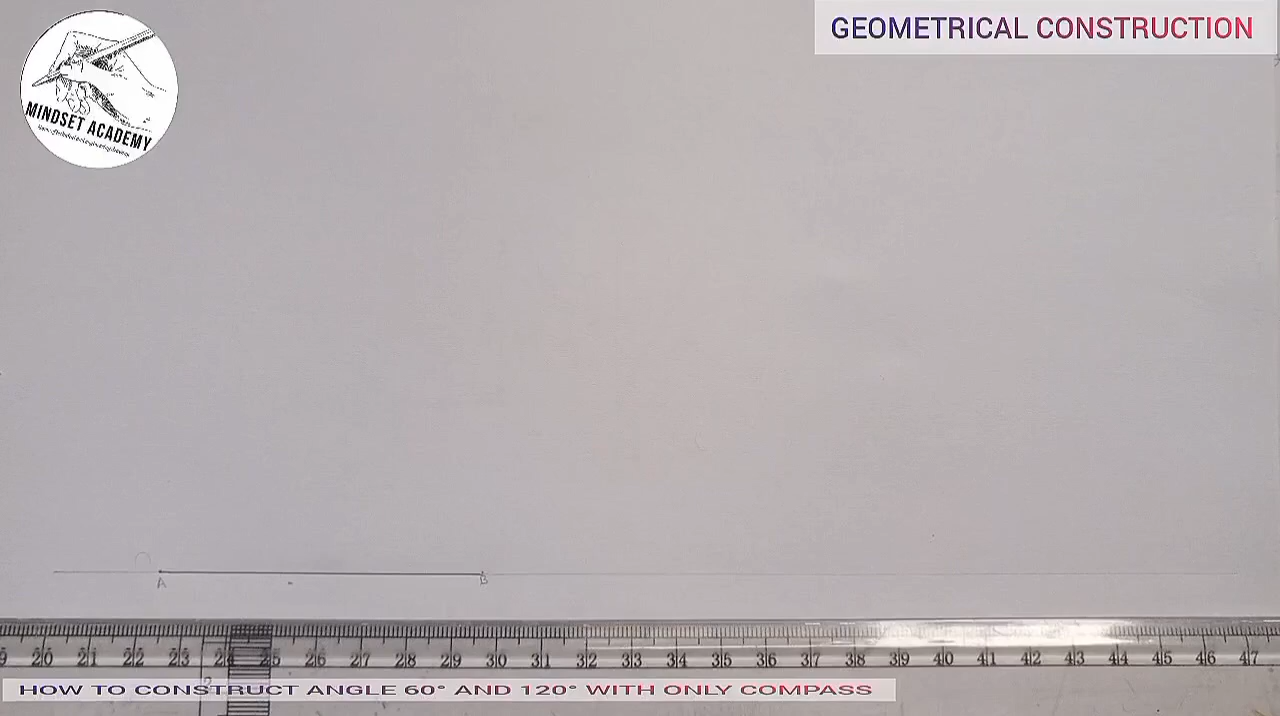 GEOMETRICAL CONSTRUCTION
MINDSET ACADEMY
A B
20 21 22 23 24 25 26 27 28 29 30 31 32 33 34 35 36 37 38 39 40 41 42 43 44 45 46 47
HOW TO CONSTRUCT ANGLE 60° AND 120° WITH ONLY COMPASS